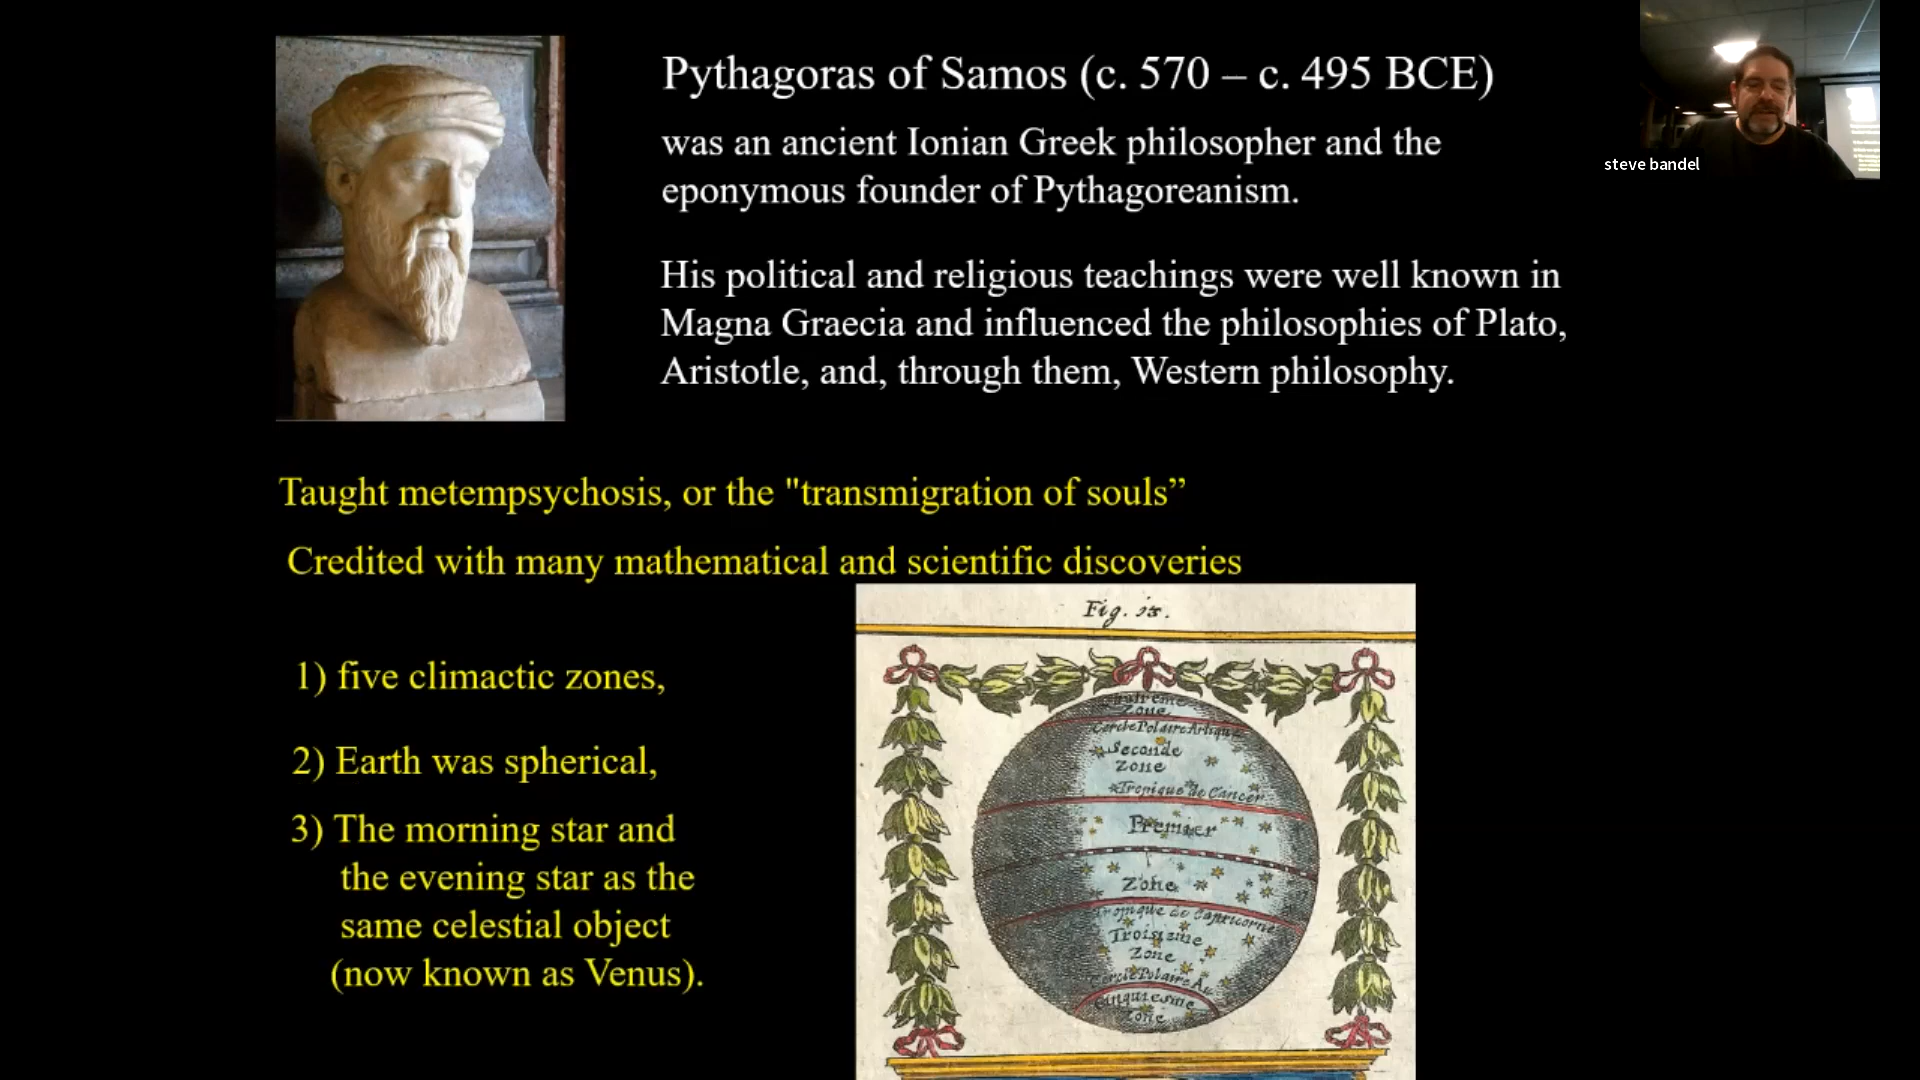 Pythagoras of Samos (c. 570 – c. 495 BCE)
was an ancient Ionian Greek philosopher and the
eponymous founder of Pythagoreanism.
steve bandel
His political and religious teachings were well known in
Magna Graecia and influenced the philosophies of Plato,
Aristotle, and, through them, Western philosophy.
Taught metempsychosis, or the "transmigration of souls”
Credited with many mathematical and scientific discoveries
1) five climactic zones,
2) Earth was spherical,
3) The morning star and
the evening star as the
same celestial object
(now known as Venus).
Fig.
Zone
Cercle Polaire Artique
Seconde
Zone
Tropique de Cancer
Premier
Zone
Tropique de Capricorne
Zone
Cercle Polaire
Zone